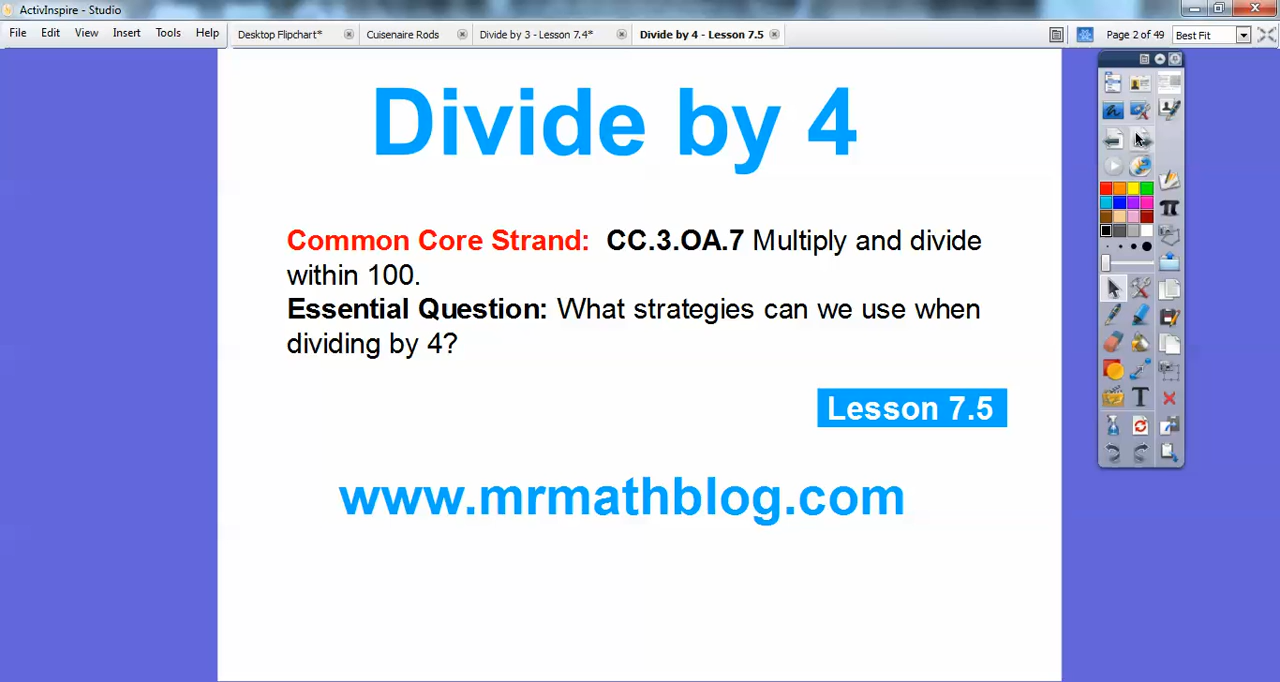 ActivInspire - Studio
File Edit View Insert Tools Help
Desktop Flipchart* Cuisenaire Rods Divide by 3 - Lesson 7.4* Divide by 4 - Lesson 7.5
Page 2 of 49 Best Fit
Divide by 4
Common Core Strand: CC.3.OA.7 Multiply and divide
within 100.
Essential Question: What strategies can we use when
dividing by 4?
Lesson 7.5
www.mrmathblog.com